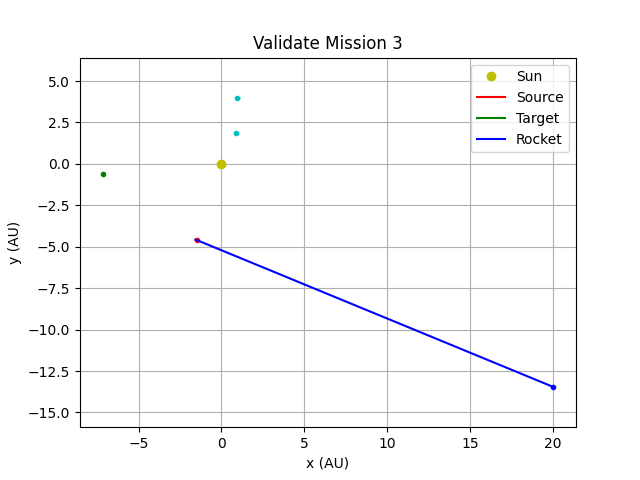 Validate Mission 3
Sun
Source
Target
Rocket
5.0
2.5
0.0
−2.5
−5.0
−7.5
−10.0
−12.5
−15.0
y (AU)
−5
0
5
10
15
20
x (AU)